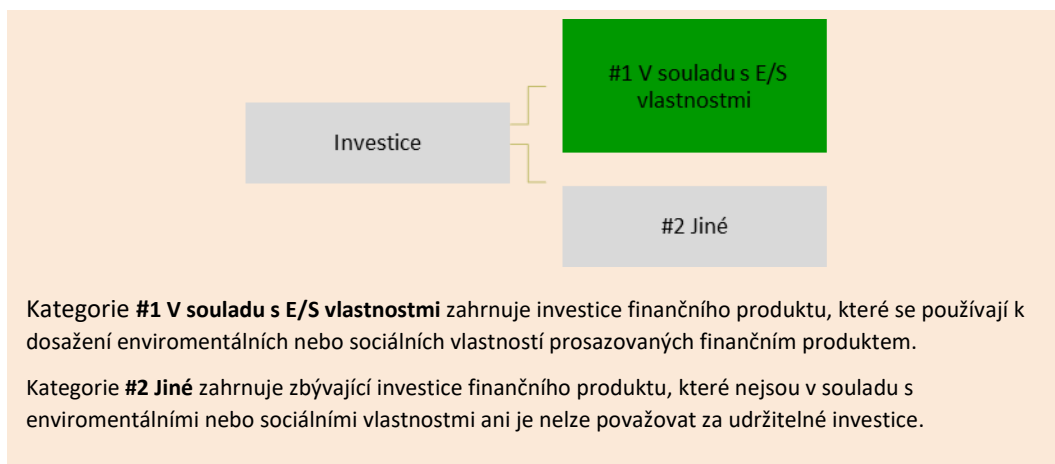 #1 V souladu s E/S
vlastnostmi
Investice
#2 Jiné
Kategorie #1 V souladu s E/S vlastnostmi zahrnuje investice finančního produktu, které se používají k
dosažení enviromentálních nebo sociálních vlastností prosazovaných finančním produktem.
Kategorie #2 Jiné zahrnuje zbývající investice finančního produktu, které nejsou v souladu s
enviromentálními nebo sociálními vlastnostmi ani je nelze považovat za udržitelné investice.